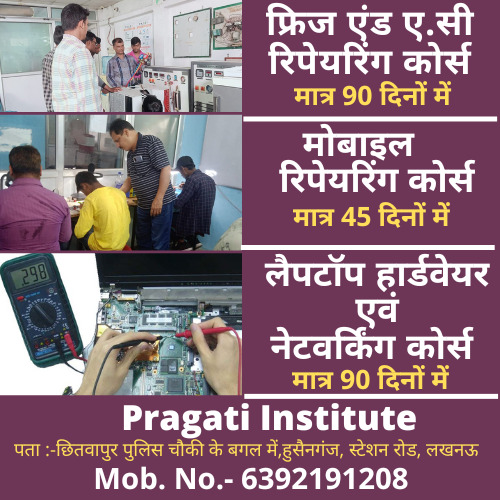 फ्रिज एंड ए.सी
रिपेयरिंग कोर्स
मात्र 90 दिनों में
मोबाइल
रिपेयरिंग कोर्स
मात्र 45 दिनों में
298
लैपटॉप हार्डवेयर
एवं
नेटवर्किंग कोर्स
मात्र 90 दिनों में
Pragati Institute
पता :-छितवापुर पुलिस चौकी के बगल में,हुसैनगंज, स्टेशन रोड, लखनऊ
Mob. No.- 6392191208